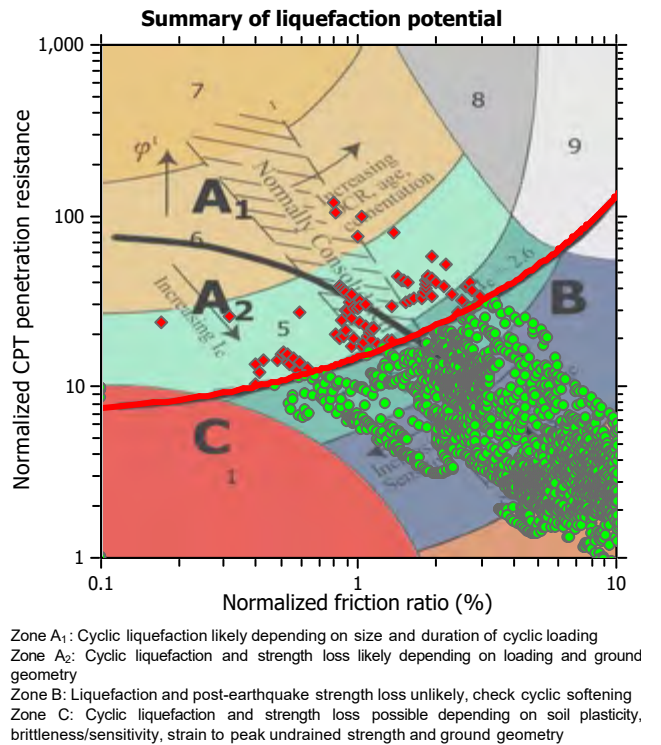 Summary of liquefaction potential
Normalized CPT penetration resistance
1,000
100
10
1
7
8
9
φ'
A1
Increasing
OCR, age,
cementation
Normally Consolidated
6
A2
Increasing Ic
5
2.6
B
C
1
0.1
1
10
Normalized friction ratio (%)
Zone A1: Cyclic liquefaction likely depending on size and duration of cyclic loading
Zone A2: Cyclic liquefaction and strength loss likely depending on loading and ground
geometry
Zone B: Liquefaction and post-earthquake strength loss unlikely, check cyclic softening
Zone C: Cyclic liquefaction and strength loss possible depending on soil plasticity,
brittleness/sensitivity, strain to peak undrained strength and ground geometry